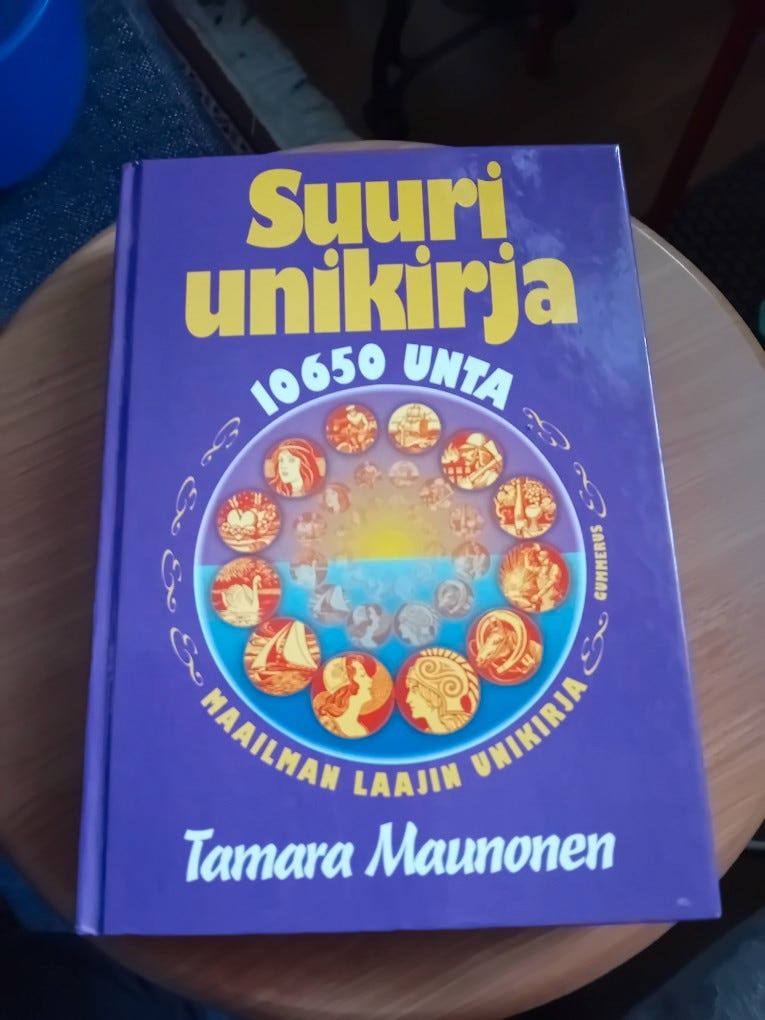 Suuri
unikirja
10650 UNTA
GUMMERUS
MAAILMAN LAAJIN UNIKIRJA
Tamara Maunonen